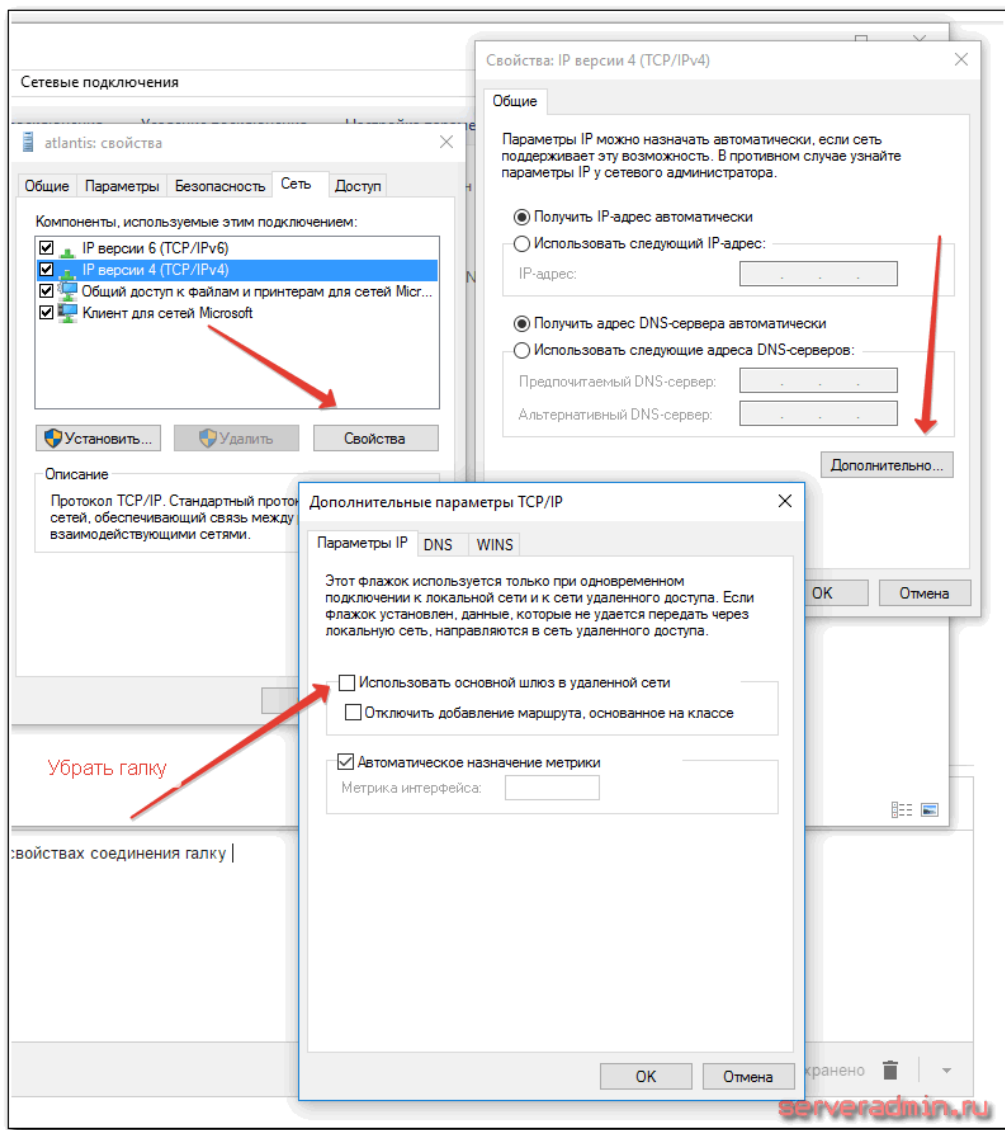 Сетевые подключения
atlantis: свойства
Общие Параметры Безопасность Сеть Доступ
Компоненты, используемые этим подключением:
IP версии 6 (TCP/IPv6)
IP версии 4 (TCP/IPv4)
Общий доступ к файлам и принтерам для сетей Micr...
Клиент для сетей Microsoft
Установить... Удалить Свойства
Описание
Протокол TCP/IP. Стандартный
сетей, обеспечивающий связь между
взаимодействующими сетями.
Свойства: IP версии 4 (TCP/IPv4)
Общие
Параметры IP можно назначать автоматически, если сеть
поддерживает эту возможность. В противном случае узнайте
параметры IP у сетевого администратора.
Получить IP-адрес автоматически
Использовать следующий IP-адрес:
IP-адрес:
Получить адрес DNS-сервера автоматически
Использовать следующие адреса DNS-серверов:
Предпочитаемый DNS-сервер:
Альтернативный DNS-сервер:
Дополнительно...
OK Отмена
Дополнительные параметры TCP/IP
Параметры IP DNS WINS
Этот флажок используется только при одновременном
подключении к локальной сети и к сети удаленного доступа. Если
флажок установлен, данные, которые не удается передать через
локальную сеть, направляются в сеть удаленного доступа.
Использовать основной шлюз в удаленной сети
Отключить добавление маршрута, основанное на классе
Автоматическое назначение метрики
Метрика интерфейса:
OK Отмена
Убрать галку
свойствах соединения галку
хранено
serveradmin.ru